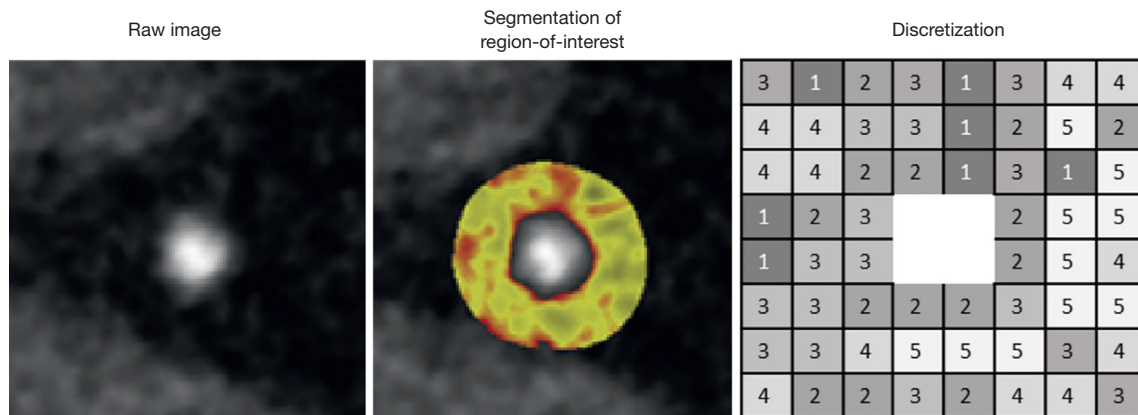 Raw image
Segmentation of
region-of-interest
Discretization
3 1 2 3 1 3 4 4
4 4 3 3 1 2 5 2
4 4 2 2 1 3 1 5
1 2 3 2 5 5
1 3 3 2 5 4
3 3 2 2 2 3 5 5
3 3 4 5 5 5 3 4
4 2 2 3 2 4 4 3